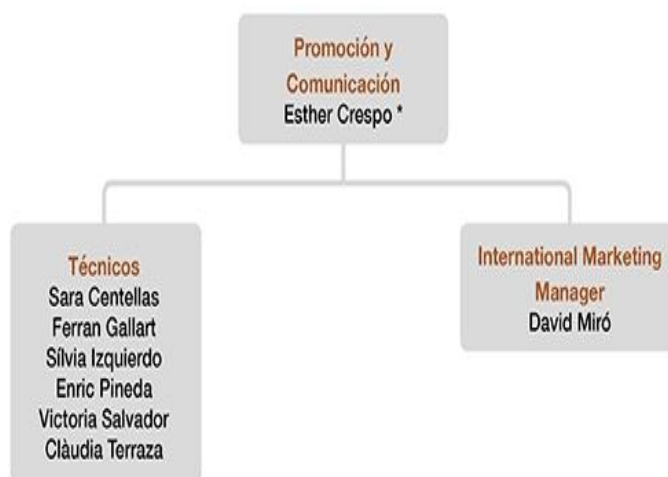 Promoción y
Comunicación
Esther Crespo *
Técnicos
Sara Centellas
Ferran Gallart
Sílvia Izquierdo
Enric Pineda
Victoria Salvador
Clàudia Terraza
International Marketing
Manager
David Miró